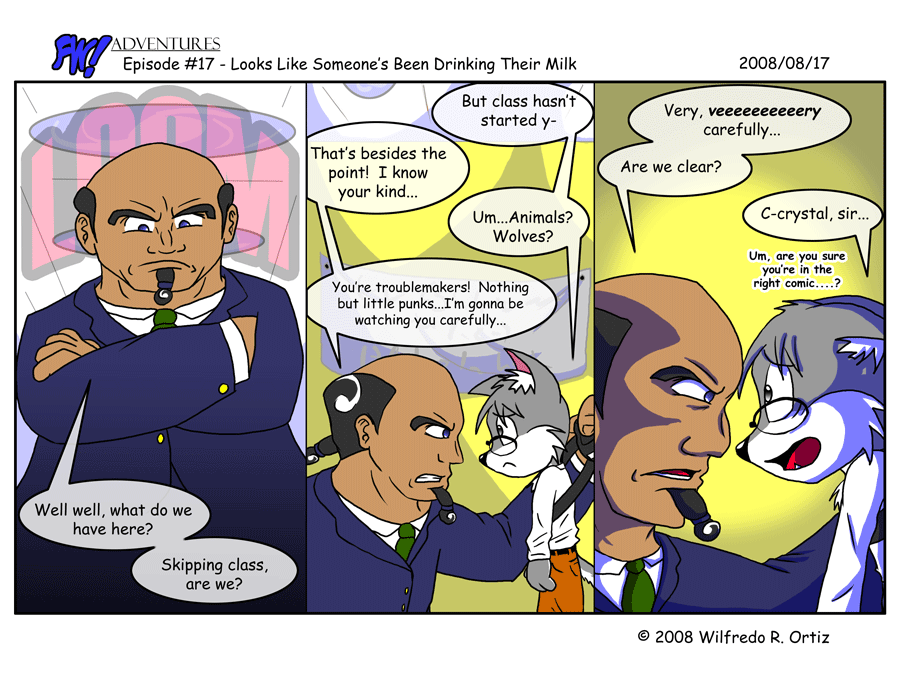 FW! ADVENTURES
Episode #17 - Looks Like Someone's Been Drinking Their Milk
2008/08/17
LOOM
Well well, what do we
have here?
Skipping class,
are we?
But class hasn't
started y-
That's besides the
point!  I know
your kind...
Um...Animals?
Wolves?
You're troublemakers!  Nothing
but little punks...I'm gonna be
watching you carefully...
Very, veeeeeeeeeery
carefully...
Are we clear?
C-crystal, sir...
Um, are you sure
you're in the
right comic....?
© 2008 Wilfredo R. Ortiz